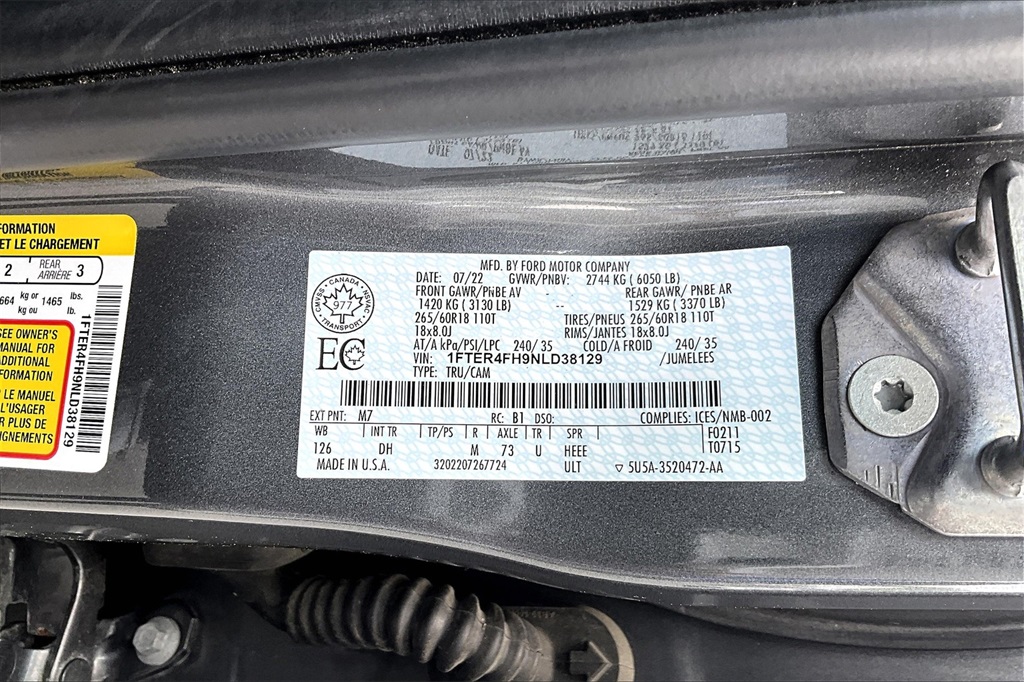 FORMATION
ET LE CHARGEMENT
2 REAR ARRIÈRE 3
664 kg or kg ou 1465 lbs. lb.
SEE OWNER'S
MANUAL FOR
ADDITIONAL
FORMATION
LE MANUEL
L'USAGER
PLUS DE
IGNEMENTS
1FTER4FH9NLD38129
MFD. BY FORD MOTOR COMPANY
DATE: 07/22 GVWR/PNBV: 2744 KG ( 6050 LB)
FRONT GAWR/PNBE AV - REAR GAWR / PNBE AR
1420 KG ( 3130 LB) -- 1529 KG ( 3370 LB)
265/60R18 110T TIRES/PNEUS 265/60R18 110T
18x8.0J RIMS/JANTES 18x8.0J
AT/A kPa/PSI/LPC 240/ 35 COLD/A FROID 240/ 35
VIN: 1FTER4FH9NLD38129 /JUMELEES
TYPE: TRU/CAM
CANADA
CMVSS • NSVAC
977
TRANSPORT
EC
EXT PNT: M7 RC: B1 DSO: COMPLIES: ICES/NMB-002
WB INT TR TP/PS R AXLE TR SPR F0211
126 DH M 73 U HEEE T0715
MADE IN U.S.A. 3202207267724 ULT ▽ 5U5A-3520472-AA